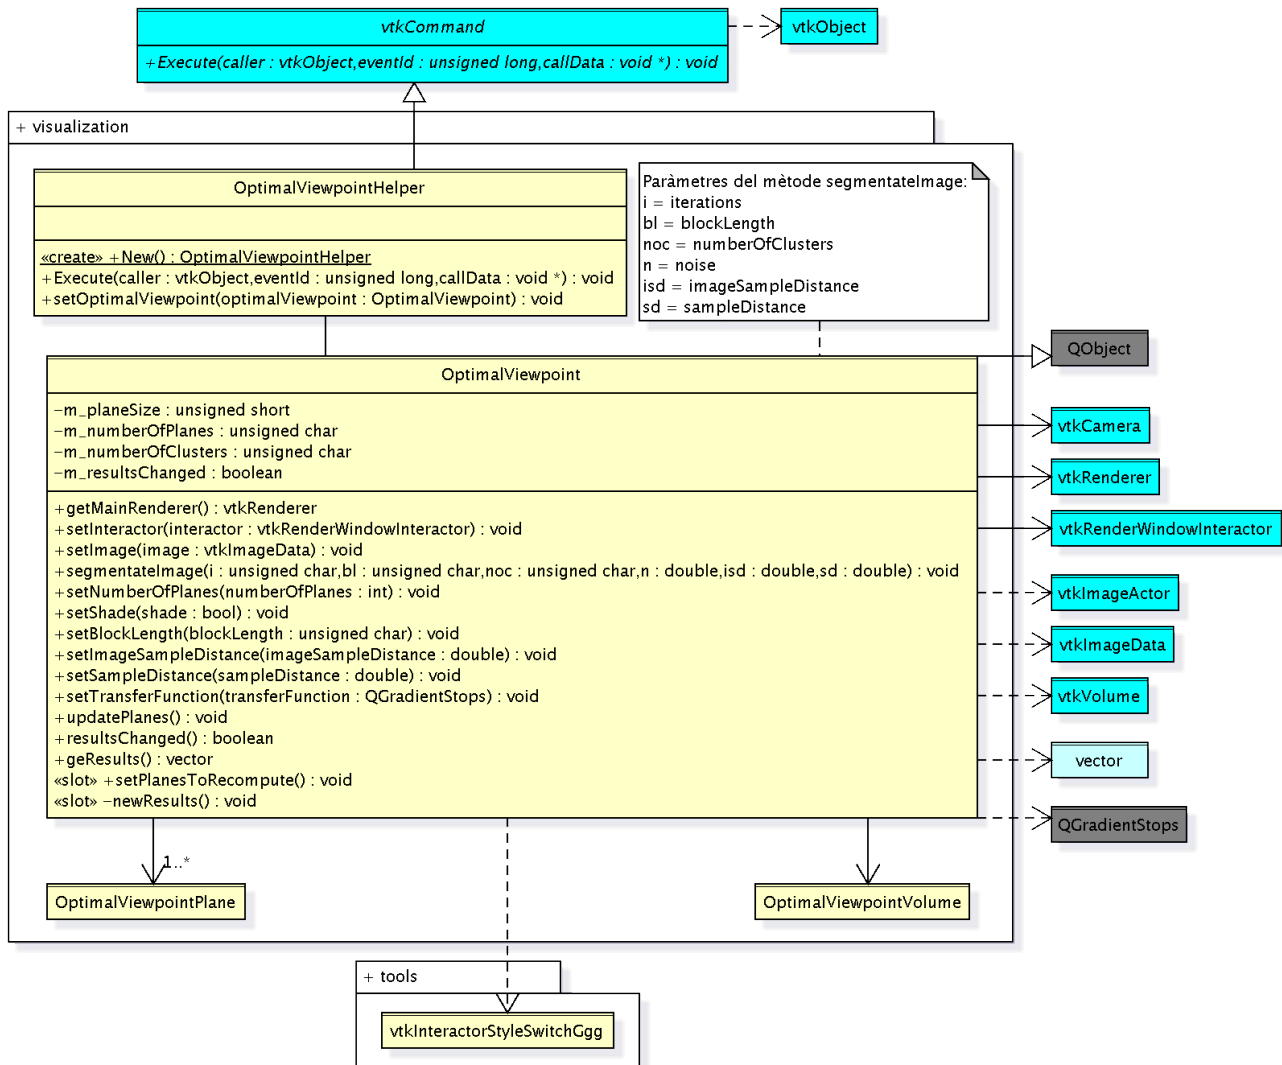 vtkCommand
+Execute(caller : vtkObject,eventId : unsigned long,callData : void *) : void
vtkObject
+ visualization
OptimalViewpointHelper
«create» +New() : OptimalViewpointHelper
+Execute(caller : vtkObject,eventId : unsigned long,callData : void *) : void
+setOptimalViewpoint(optimalViewpoint : OptimalViewpoint) : void
Paràmetres del mètode segmentateImage:
i = iterations
bl = blockLength
noc = numberOfClusters
n = noise
isd = imageSampleDistance
sd = sampleDistance
OptimalViewpoint
-m_planeSize : unsigned short
-m_numberOfPlanes : unsigned char
-m_numberOfClusters : unsigned char
-m_resultsChanged : boolean
+getMainRenderer() : vtkRenderer
+setInteractor(interactor : vtkRenderWindowInteractor) : void
+setImage(image : vtkImageData) : void
+segmentateImage(i : unsigned char,bl : unsigned char,noc : unsigned char,n : double,isd : double,sd : double) : void
+setNumberOfPlanes(numberOfPlanes : int) : void
+setShade(shade : bool) : void
+setBlockLength(blockLength : unsigned char) : void
+setImageSampleDistance(imageSampleDistance : double) : void
+setSampleDistance(sampleDistance : double) : void
+setTransferFunction(transferFunction : QGradientStops) : void
+updatePlanes() : void
+resultsChanged() : boolean
+geResults() : vector
«slot» +setPlanesToRecompute() : void
«slot» -newResults() : void
QObject
vtkCamera
vtkRenderer
vtkRenderWindowInteractor
vtkImageActor
vtkImageData
vtkVolume
vector
QGradientStops
1..*
OptimalViewpointPlane
OptimalViewpointVolume
+ tools
vtkInteractorStyleSwitchGgg